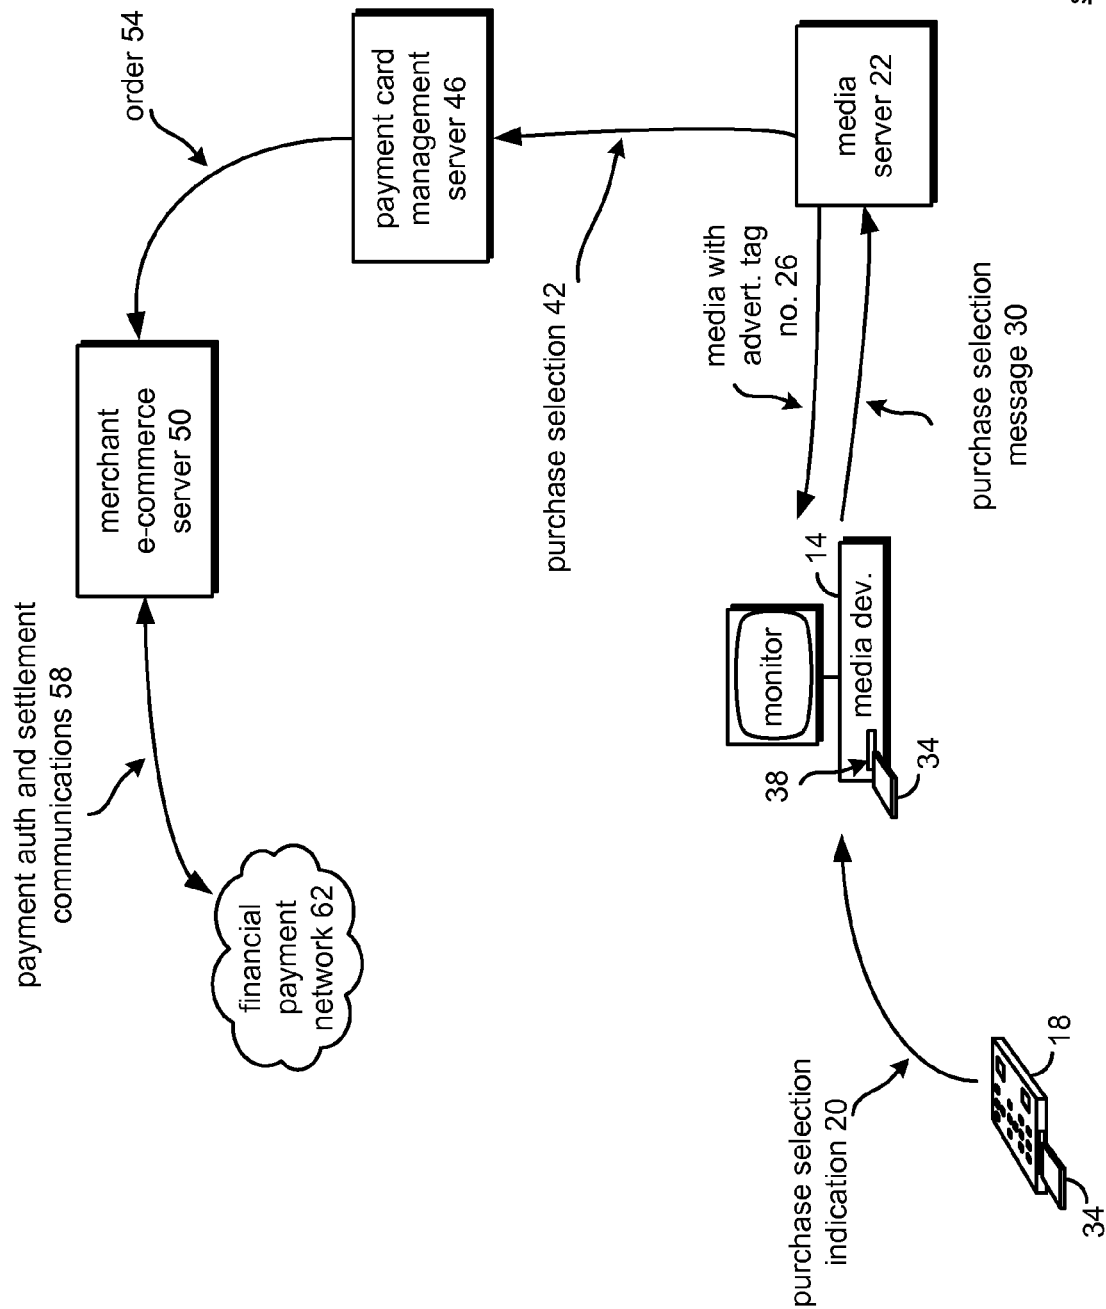 payment auth and settlement
communications 58
order 54
merchant
e-commerce
server 50
payment card
management
server 46
financial
payment
network 62
purchase selection 42
media with
advert. tag
no. 26
media
server 22
monitor
14
media dev.
38
34
purchase selection
message 30
purchase selection
indication 20
18
34